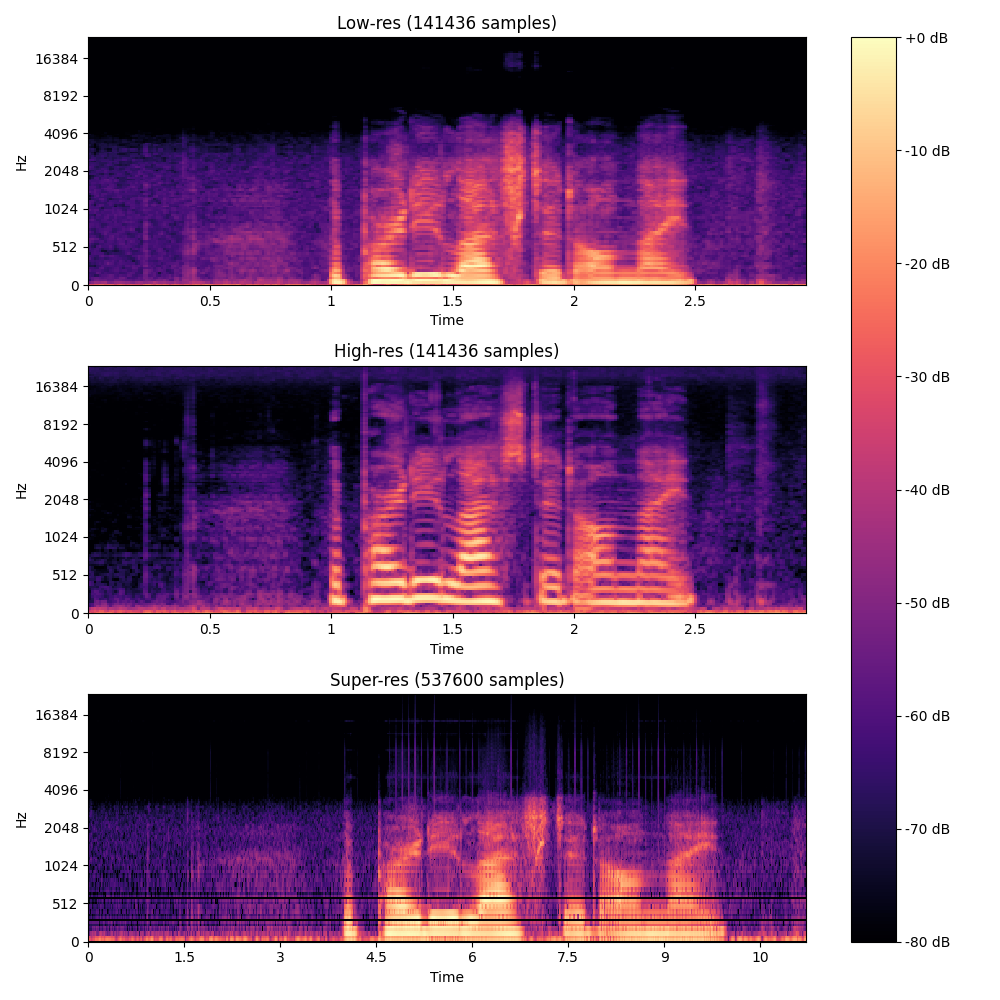 Low-res (141436 samples)
16384
8192
4096
2048
1024
512
0
Hz
0 0.5 1 1.5 2 2.5
Time
High-res (141436 samples)
16384
8192
4096
2048
1024
512
0
Hz
0 0.5 1 1.5 2 2.5
Time
Super-res (537600 samples)
16384
8192
4096
2048
1024
512
0
Hz
0 1.5 3 4.5 6 7.5 9 10
Time
+0 dB
-10 dB
-20 dB
-30 dB
-40 dB
-50 dB
-60 dB
-70 dB
-80 dB